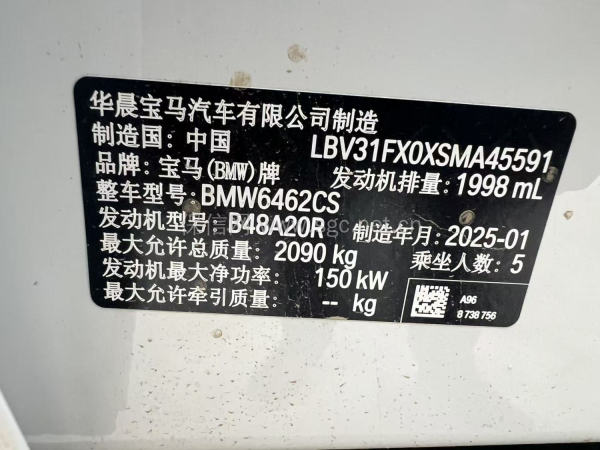 华晨宝马汽车有限公司制造
制造国: 中国 LBV31FX0XSMA45591
品牌: 宝马(BMW)牌 发动机排量: 1998 mL
整车型号: BMW6462CS
发动机型号: B48A20R 制造年月: 2025-01
最大允许总质量: 2090 kg 乘坐人数: 5
发动机最大净功率: 150 kW
最大允许牵引质量: -- kg
A96
8 738 756